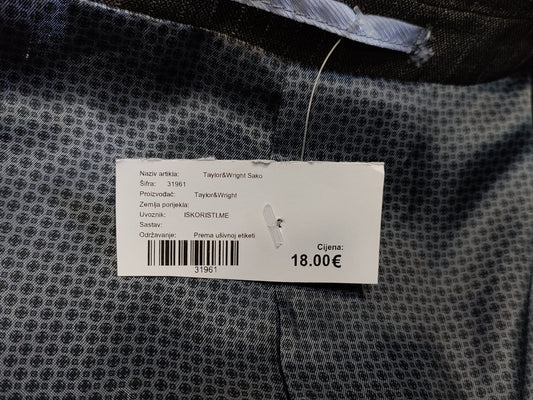 Naziv artikla: Taylor&Wright Sako
Šifra: 31961
Proizvođač: Taylor&Wright
Zemlja porijekla:
Uvoznik: ISKORISTI.ME
Sastav:
Održavanje: Prema ušivnoj etiketi
Cijena:
18.00€
31961